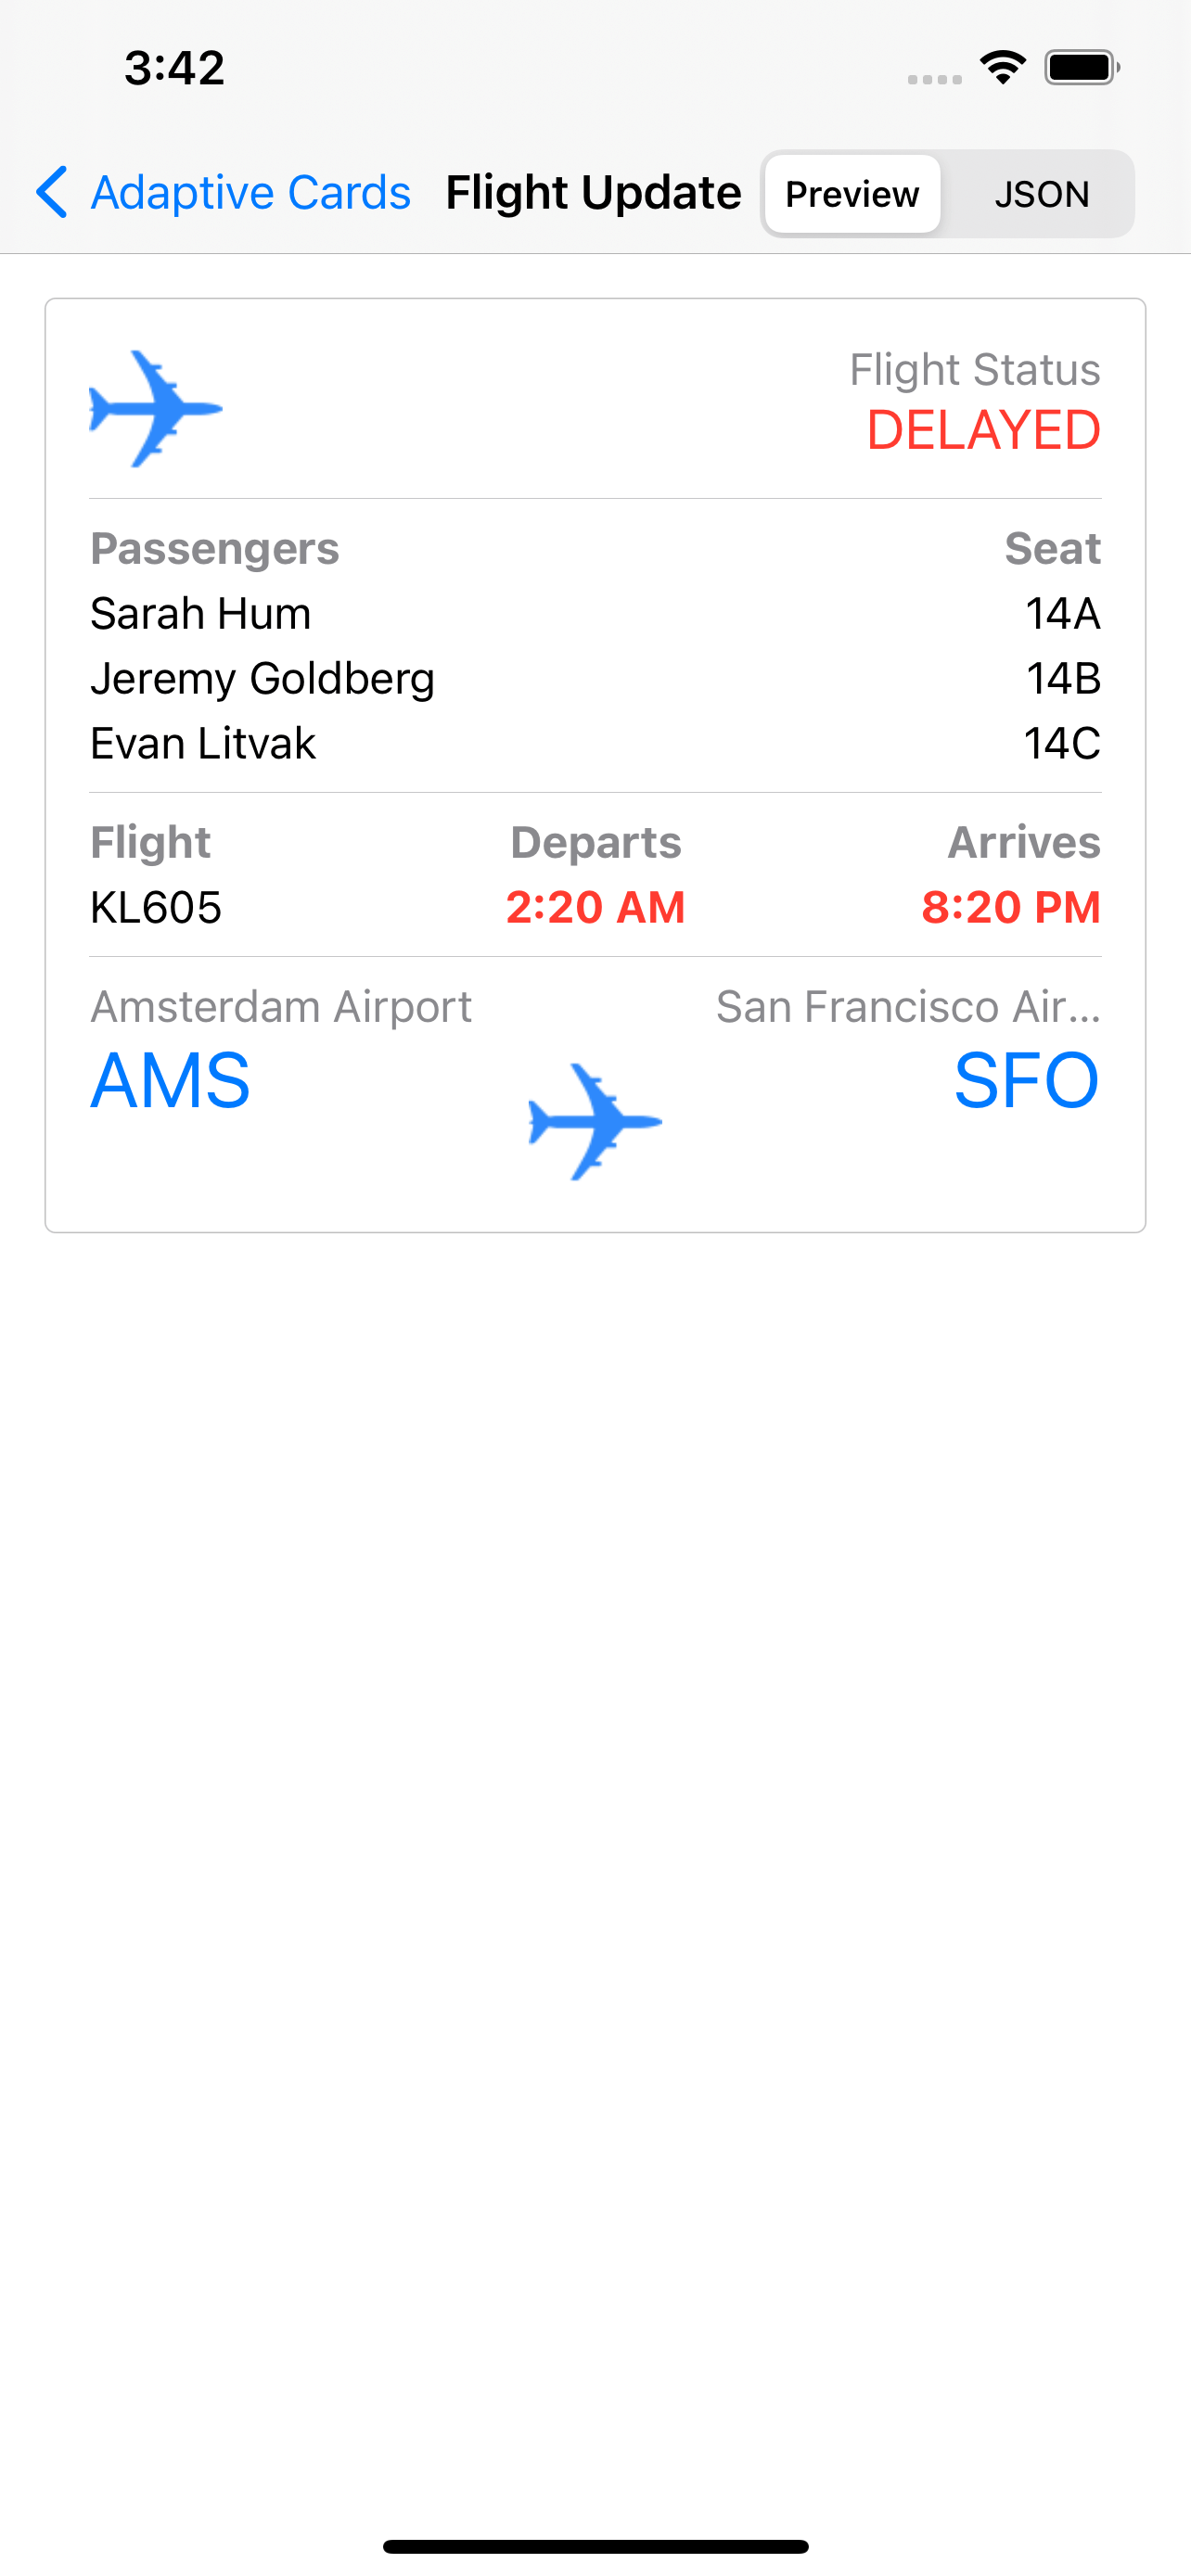 3:42
Adaptive Cards Flight Update Preview JSON
Flight Status
DELAYED
Passengers Seat
Sarah Hum 14A
Jeremy Goldberg 14B
Evan Litvak 14C
Flight Departs Arrives
KL605 2:20 AM 8:20 PM
Amsterdam Airport San Francisco Air...
AMS SFO